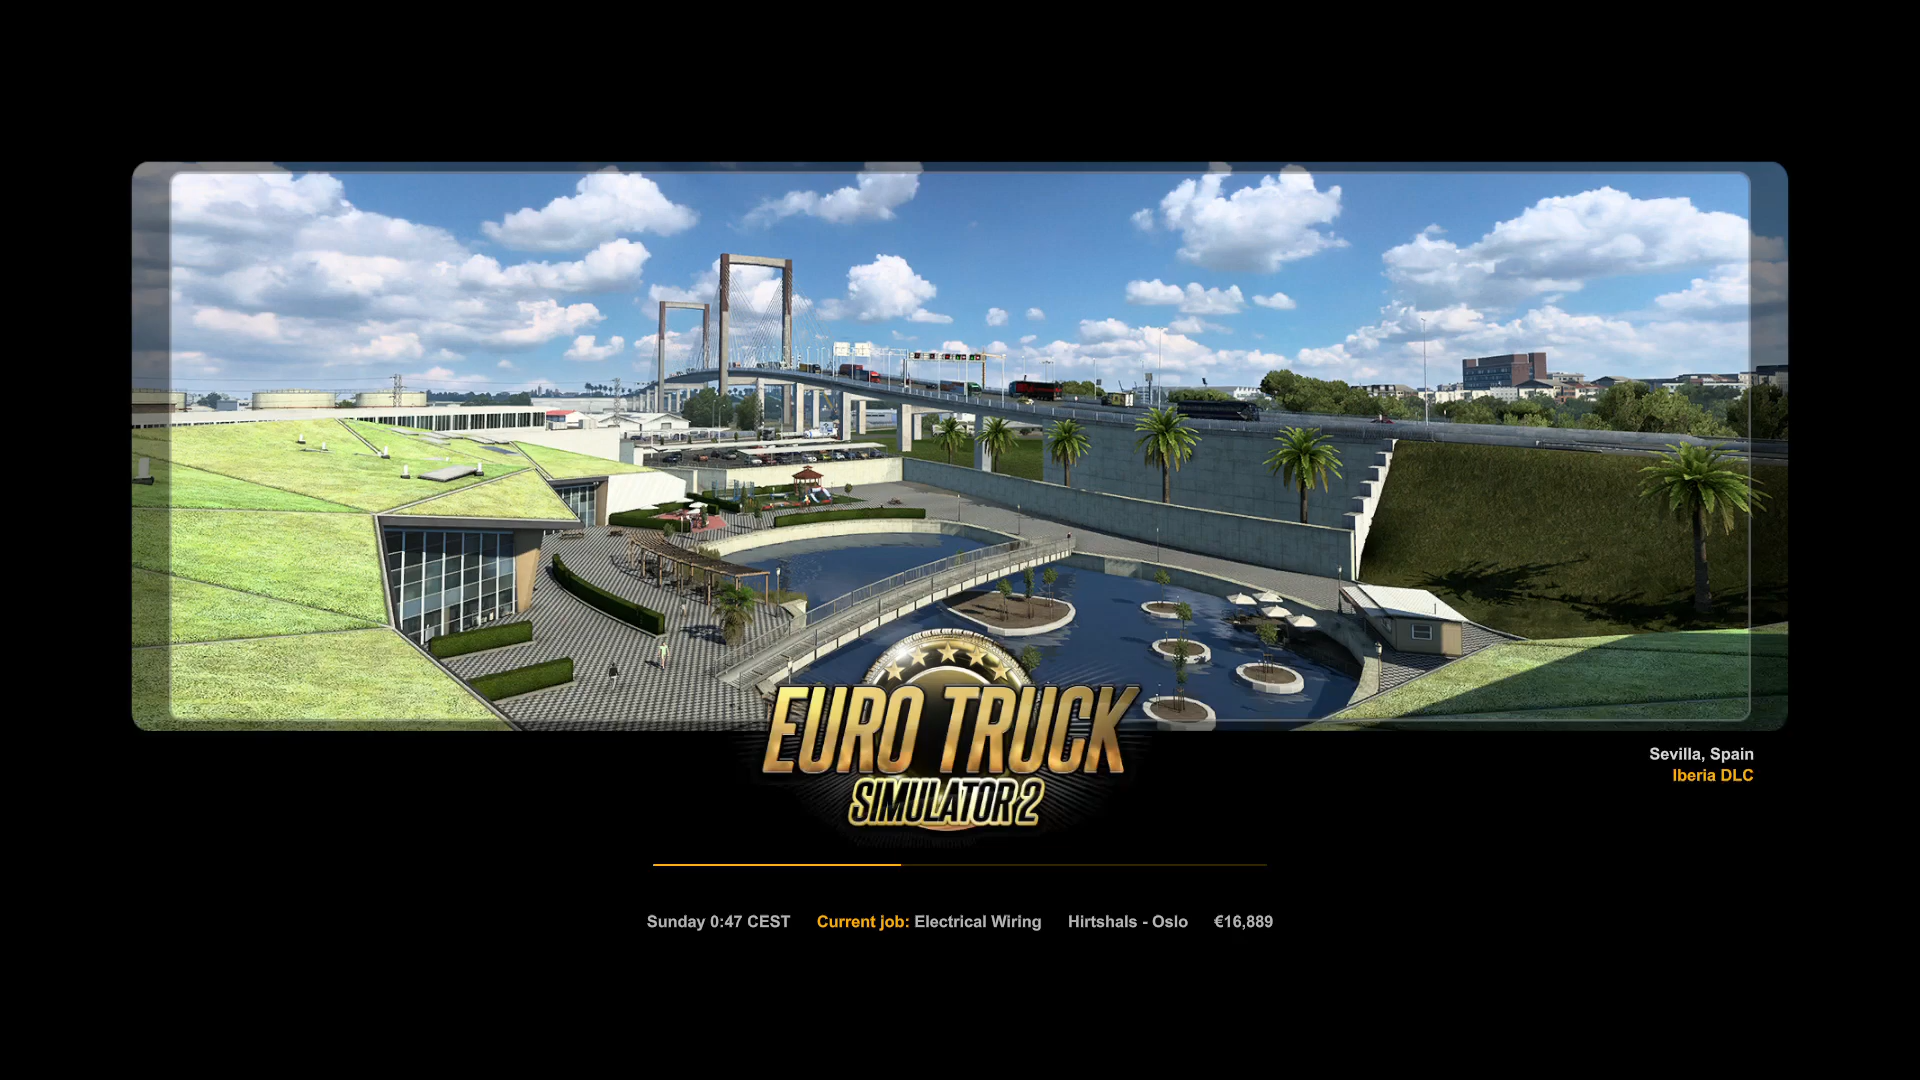 EURO TRUCK
SIMULATOR 2
Sevilla, Spain
Iberia DLC
Sunday 0:47 CEST Current job: Electrical Wiring Hirtshals - Oslo €16,889